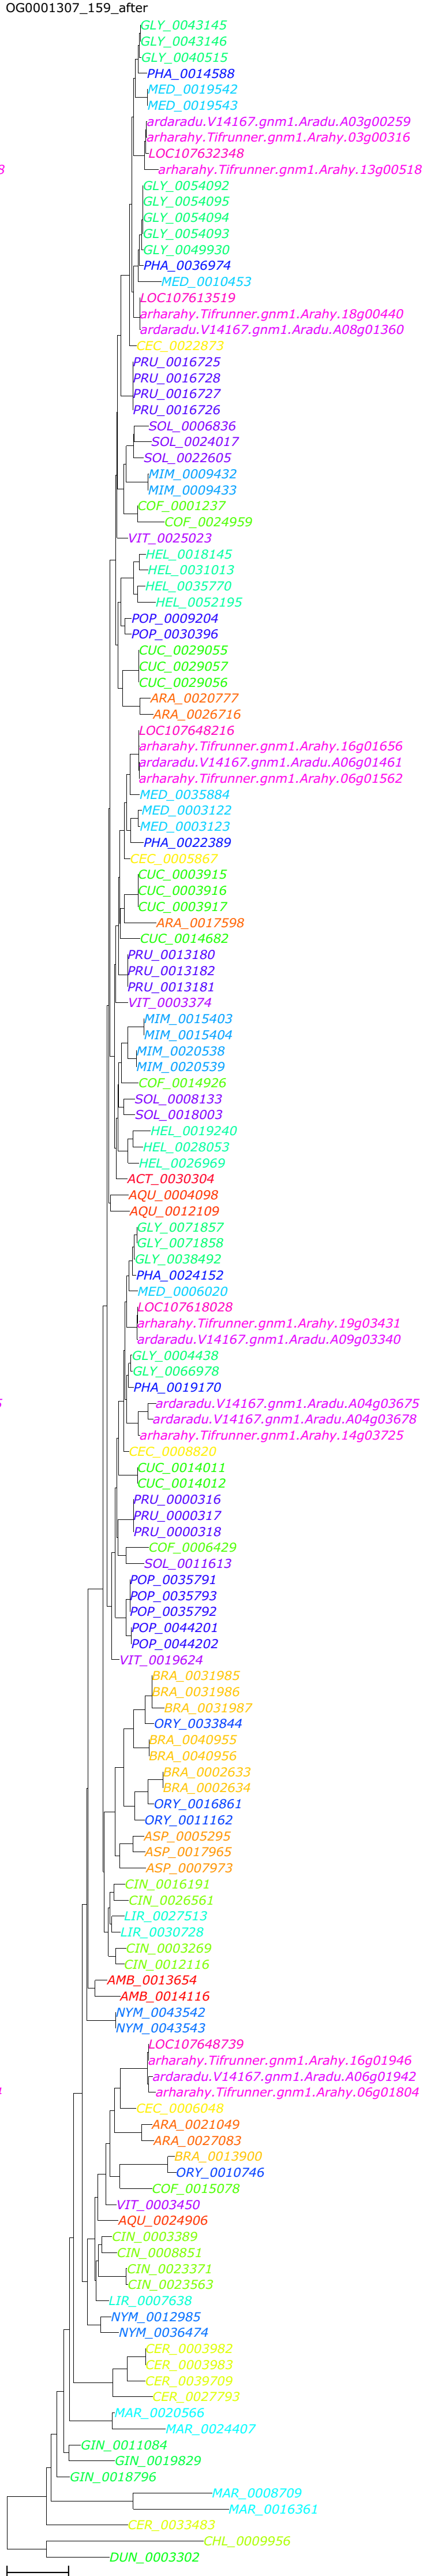 OG0001307_159_after
GLY_0043145
GLY_0043146
GLY_0040515
PHA_0014588
MED_0019542
MED_0019543
ardaradu.V14167.gnm1.Aradu.A03g00259
arharahy.Tifrunner.gnm1.Arahy.03g00316
LOC107632348
arharahy.Tifrunner.gnm1.Arahy.13g00518
GLY_0054092
GLY_0054095
GLY_0054094
GLY_0054093
GLY_0049930
PHA_0036974
MED_0010453
LOC107613519
arharahy.Tifrunner.gnm1.Arahy.18g00440
ardaradu.V14167.gnm1.Aradu.A08g01360
CEC_0022873
PRU_0016725
PRU_0016728
PRU_0016727
PRU_0016726
SOL_0006836
SOL_0024017
SOL_0022605
MIM_0009432
MIM_0009433
COF_0001237
COF_0024959
VIT_0025023
HEL_0018145
HEL_0031013
HEL_0035770
HEL_0052195
POP_0009204
POP_0030396
CUC_0029055
CUC_0029057
CUC_0029056
ARA_0020777
ARA_0026716
LOC107648216
arharahy.Tifrunner.gnm1.Arahy.16g01656
ardaradu.V14167.gnm1.Aradu.A06g01461
arharahy.Tifrunner.gnm1.Arahy.06g01562
MED_0035884
MED_0003122
MED_0003123
PHA_0022389
CEC_0005867
CUC_0003915
CUC_0003916
CUC_0003917
ARA_0017598
CUC_0014682
PRU_0013180
PRU_0013182
PRU_0013181
VIT_0003374
MIM_0015403
MIM_0015404
MIM_0020538
MIM_0020539
COF_0014926
SOL_0008133
SOL_0018003
HEL_0019240
HEL_0028053
HEL_0026969
ACT_0030304
AQU_0004098
AQU_0012109
GLY_0071857
GLY_0071858
GLY_0038492
PHA_0024152
MED_0006020
LOC107618028
arharahy.Tifrunner.gnm1.Arahy.19g03431
ardaradu.V14167.gnm1.Aradu.A09g03340
GLY_0004438
GLY_0066978
PHA_0019170
ardaradu.V14167.gnm1.Aradu.A04g03675
ardaradu.V14167.gnm1.Aradu.A04g03678
arharahy.Tifrunner.gnm1.Arahy.14g03725
CEC_0008820
CUC_0014011
CUC_0014012
PRU_0000316
PRU_0000317
PRU_0000318
COF_0006429
SOL_0011613
POP_0035791
POP_0035793
POP_0035792
POP_0044201
POP_0044202
VIT_0019624
BRA_0031985
BRA_0031986
BRA_0031987
ORY_0033844
BRA_0040955
BRA_0040956
BRA_0002633
BRA_0002634
ORY_0016861
ORY_0011162
ASP_0005295
ASP_0017965
ASP_0007973
CIN_0016191
CIN_0026561
LIR_0027513
LIR_0030728
CIN_0003269
CIN_0012116
AMB_0013654
AMB_0014116
NYM_0043542
NYM_0043543
LOC107648739
arharahy.Tifrunner.gnm1.Arahy.16g01946
ardaradu.V14167.gnm1.Aradu.A06g01942
arharahy.Tifrunner.gnm1.Arahy.06g01804
CEC_0006048
ARA_0021049
ARA_0027083
BRA_0013900
ORY_0010746
COF_0015078
VIT_0003450
AQU_0024906
CIN_0003389
CIN_0008851
CIN_0023371
CIN_0023563
LIR_0007638
NYM_0012985
NYM_0036474
CER_0003982
CER_0003983
CER_0039709
CER_0027793
MAR_0020566
MAR_0024407
GIN_0011084
GIN_0019829
GIN_0018796
MAR_0008709
MAR_0016361
CER_0033483
CHL_0009956
DUN_0003302